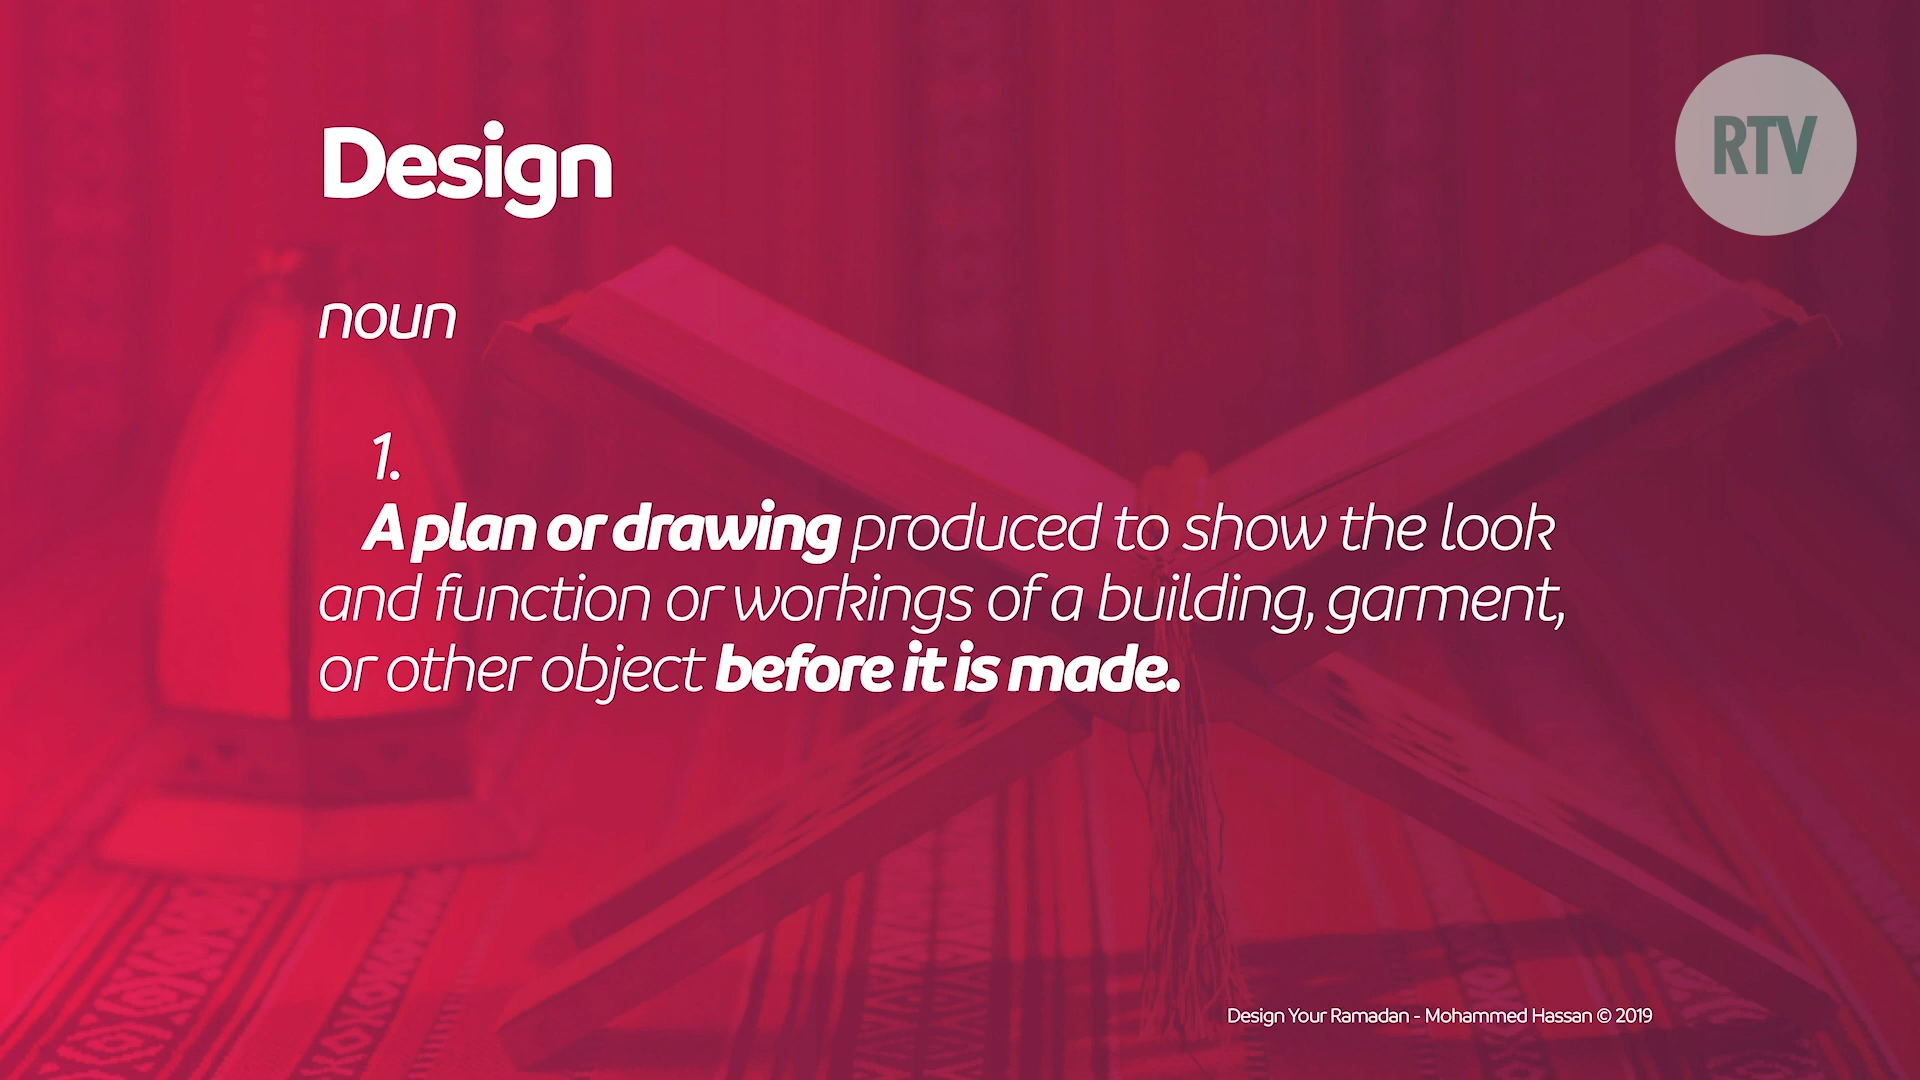 RTV
Design
noun
1.
A plan or drawing produced to show the look
and function or workings of a building, garment,
or other object before it is made.
Design Your Ramadan - Mohammed Hassan © 2019